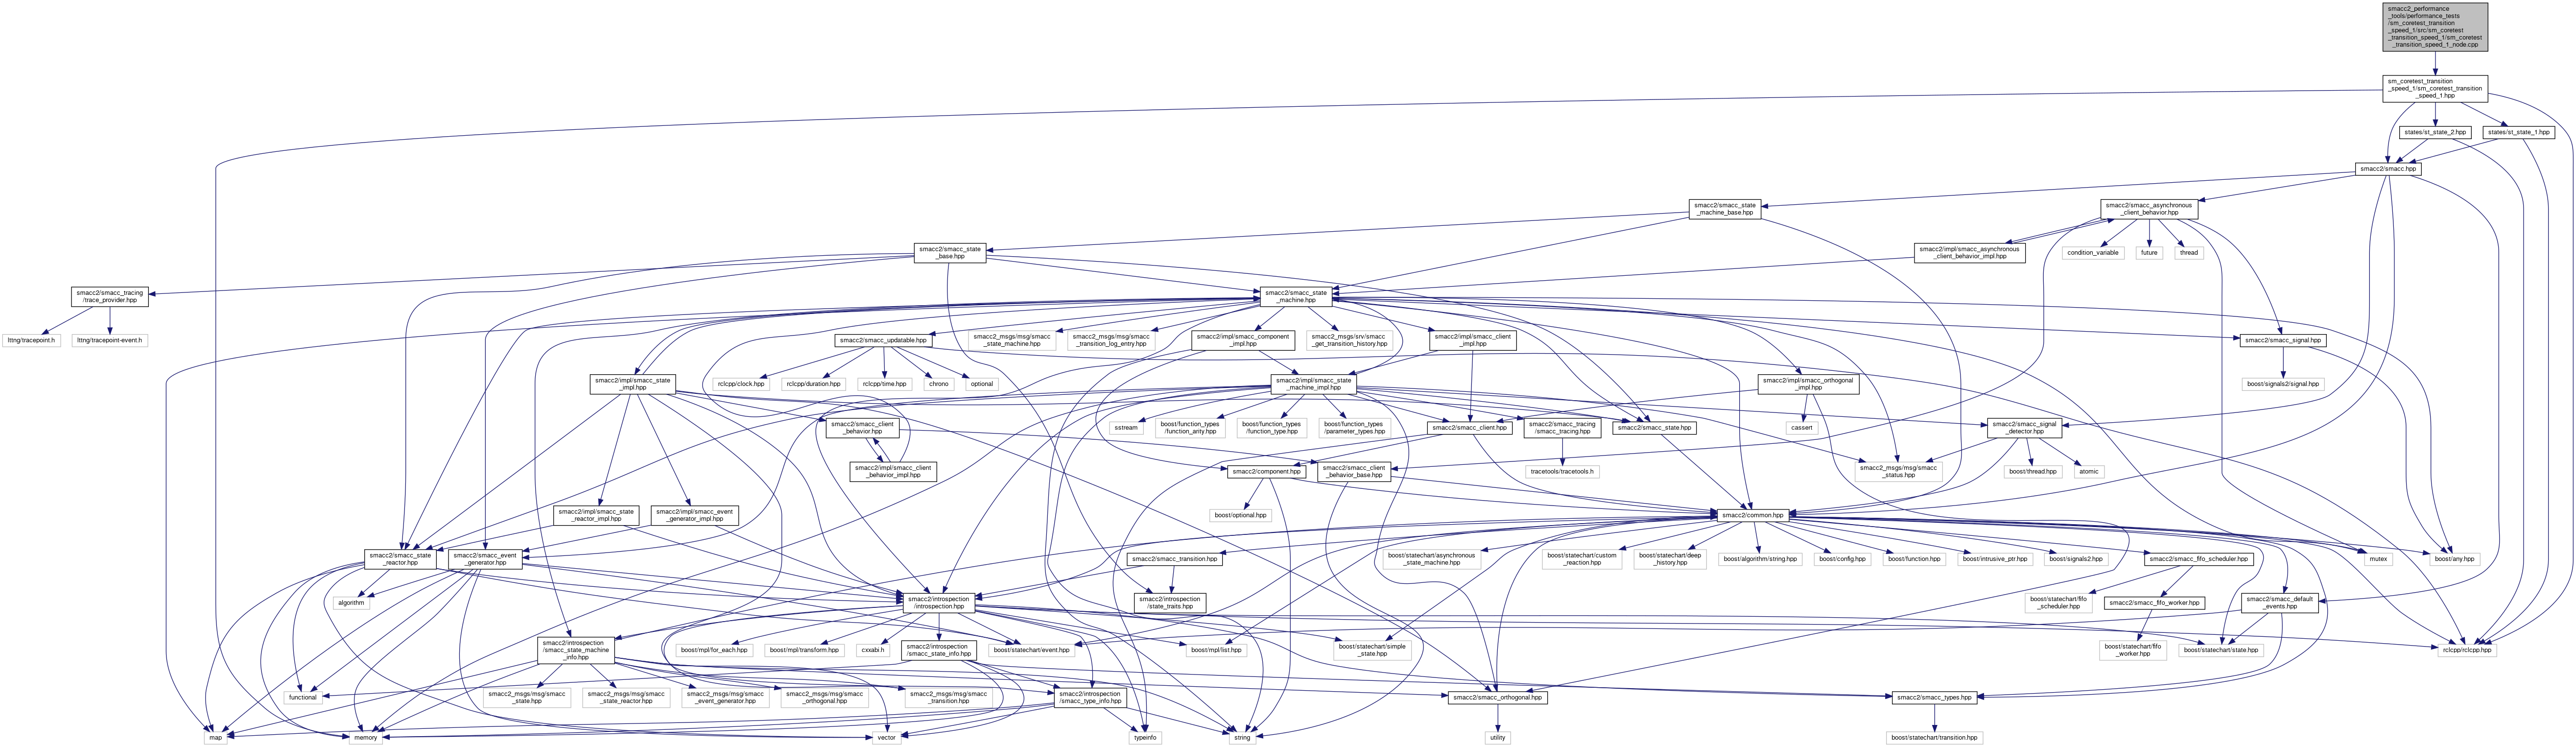 smacc2_performance
_tools/performance_tests
/sm_coretest_transition
_speed_1/src/sm_coretest
_transition_speed_1/sm_coretest
_transition_speed_1_node.cpp
sm_coretest_transition
_speed_1/sm_coretest_transition
_speed_1.hpp
states/st_state_2.hpp
states/st_state_1.hpp
smacc2/smacc.hpp
smacc2/smacc_state
_machine_base.hpp
smacc2/smacc_asynchronous
_client_behavior.hpp
smacc2/smacc_state
_base.hpp
smacc2/impl/smacc_asynchronous
_client_behavior_impl.hpp
condition_variable
future
thread
smacc2/smacc_tracing
/trace_provider.hpp
smacc2/smacc_state
_machine.hpp
lttng/tracepoint.h
lttng/tracepoint-event.h
smacc2/smacc_updatable.hpp
smacc2_msgs/msg/smacc
_state_machine.hpp
smacc2_msgs/msg/smacc
_transition_log_entry.hpp
smacc2/impl/smacc_component
_impl.hpp
smacc2_msgs/srv/smacc
_get_transition_history.hpp
smacc2/impl/smacc_client
_impl.hpp
smacc2/smacc_signal.hpp
smacc2/impl/smacc_state
_impl.hpp
rclcpp/clock.hpp
rclcpp/duration.hpp
rclcpp/time.hpp
chrono
optional
smacc2/impl/smacc_state
_machine_impl.hpp
smacc2/impl/smacc_orthogonal
_impl.hpp
boost/signals2/signal.hpp
smacc2/smacc_client
_behavior.hpp
sstream
boost/function_types
/function_arity.hpp
boost/function_types
/function_type.hpp
boost/function_types
/parameter_types.hpp
smacc2/smacc_client.hpp
smacc2/smacc_tracing
/smacc_tracing.hpp
smacc2/smacc_state.hpp
cassert
smacc2/smacc_signal
_detector.hpp
smacc2/impl/smacc_client
_behavior_impl.hpp
smacc2/component.hpp
smacc2/smacc_client
_behavior_base.hpp
tracetools/tracetools.h
smacc2_msgs/msg/smacc
_status.hpp
boost/thread.hpp
atomic
smacc2/impl/smacc_state
_reactor_impl.hpp
smacc2/impl/smacc_event
_generator_impl.hpp
boost/optional.hpp
smacc2/common.hpp
smacc2/smacc_state
_reactor.hpp
smacc2/smacc_event
_generator.hpp
smacc2/smacc_transition.hpp
boost/statechart/asynchronous
_state_machine.hpp
boost/statechart/custom
_reaction.hpp
boost/statechart/deep
_history.hpp
boost/algorithm/string.hpp
boost/config.hpp
boost/function.hpp
boost/intrusive_ptr.hpp
boost/signals2.hpp
smacc2/smacc_fifo_scheduler.hpp
mutex
boost/any.hpp
algorithm
smacc2/introspection
/introspection.hpp
smacc2/introspection
/state_traits.hpp
boost/statechart/fifo
_scheduler.hpp
smacc2/smacc_fifo_worker.hpp
smacc2/smacc_default
_events.hpp
smacc2/introspection
/smacc_state_machine
_info.hpp
boost/mpl/for_each.hpp
boost/mpl/transform.hpp
cxxabi.h
smacc2/introspection
/smacc_state_info.hpp
boost/statechart/event.hpp
boost/mpl/list.hpp
boost/statechart/simple
_state.hpp
boost/statechart/fifo
_worker.hpp
boost/statechart/state.hpp
rclcpp/rclcpp.hpp
functional
smacc2_msgs/msg/smacc
_state.hpp
smacc2_msgs/msg/smacc
_state_reactor.hpp
smacc2_msgs/msg/smacc
_event_generator.hpp
smacc2_msgs/msg/smacc
_orthogonal.hpp
smacc2_msgs/msg/smacc
_transition.hpp
smacc2/introspection
/smacc_type_info.hpp
smacc2/smacc_orthogonal.hpp
smacc2/smacc_types.hpp
map
memory
vector
typeinfo
string
utility
boost/statechart/transition.hpp